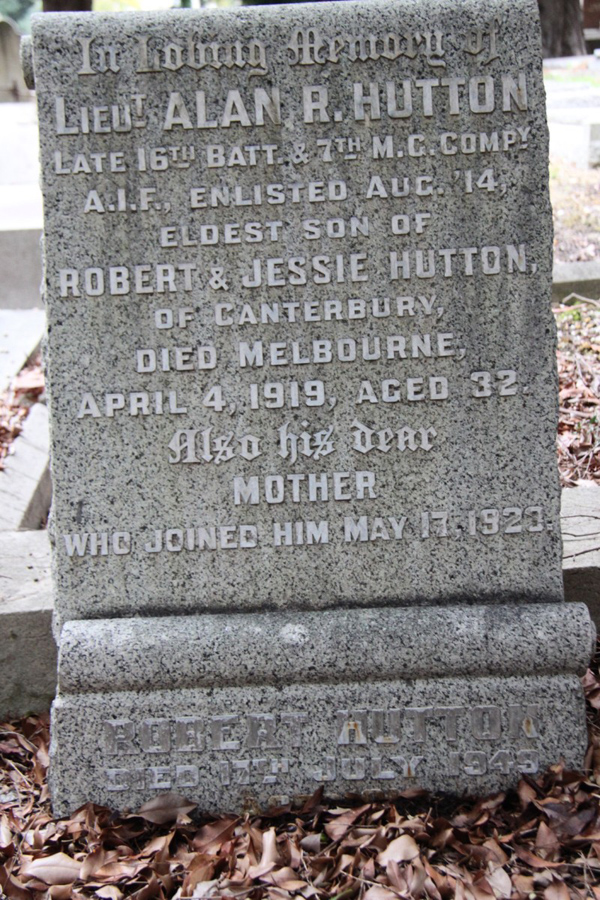 In Loving Memory of
LIEUT ALAN R. HUTTON
LATE 16TH BATT. & 7TH M.G. COMPY
A.I.F., ENLISTED AUG. '14,
ELDEST SON OF
ROBERT & JESSIE HUTTON,
OF CANTERBURY,
DIED MELBOURNE,
APRIL 4, 1919, AGED 32.
Also his dear
MOTHER
WHO JOINED HIM MAY 17, 1923.
ROBERT HUTTON
DIED 17TH JULY 1949